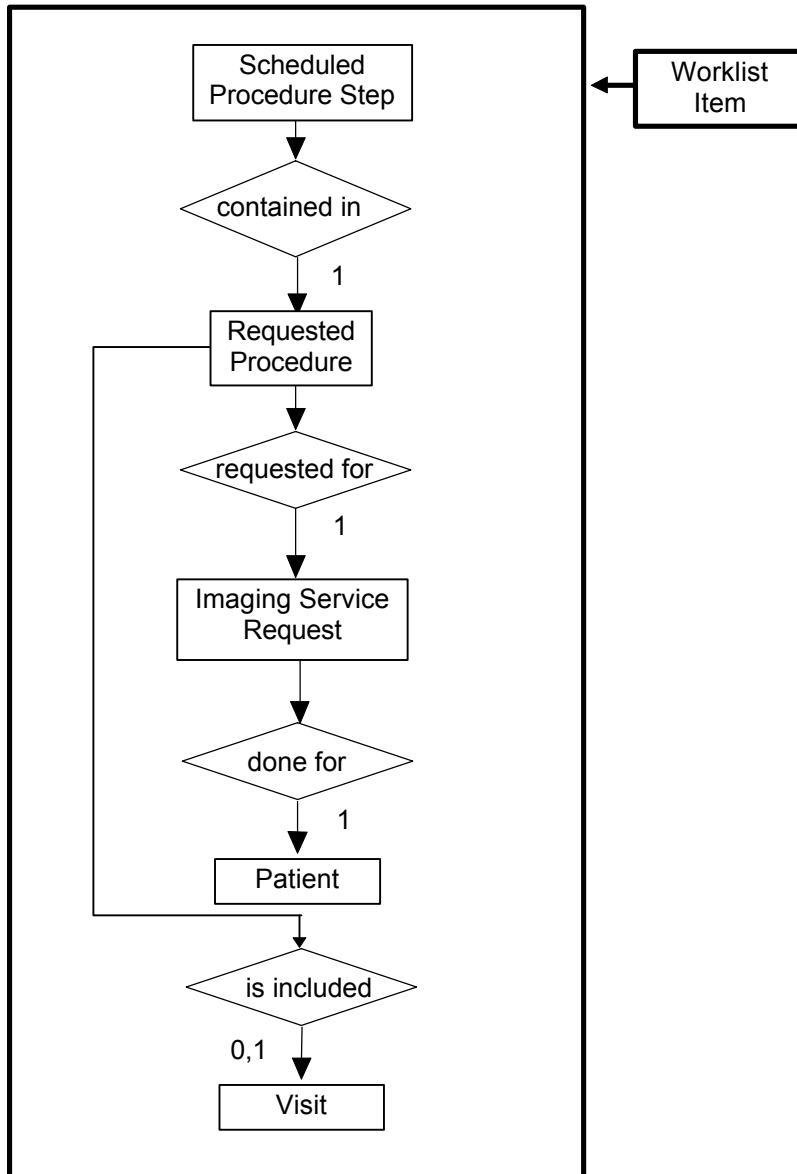 Scheduled
Procedure Step
Worklist
Item
contained in
1
Requested
Procedure
requested for
1
Imaging Service
Request
done for
1
Patient
is included
0,1
Visit